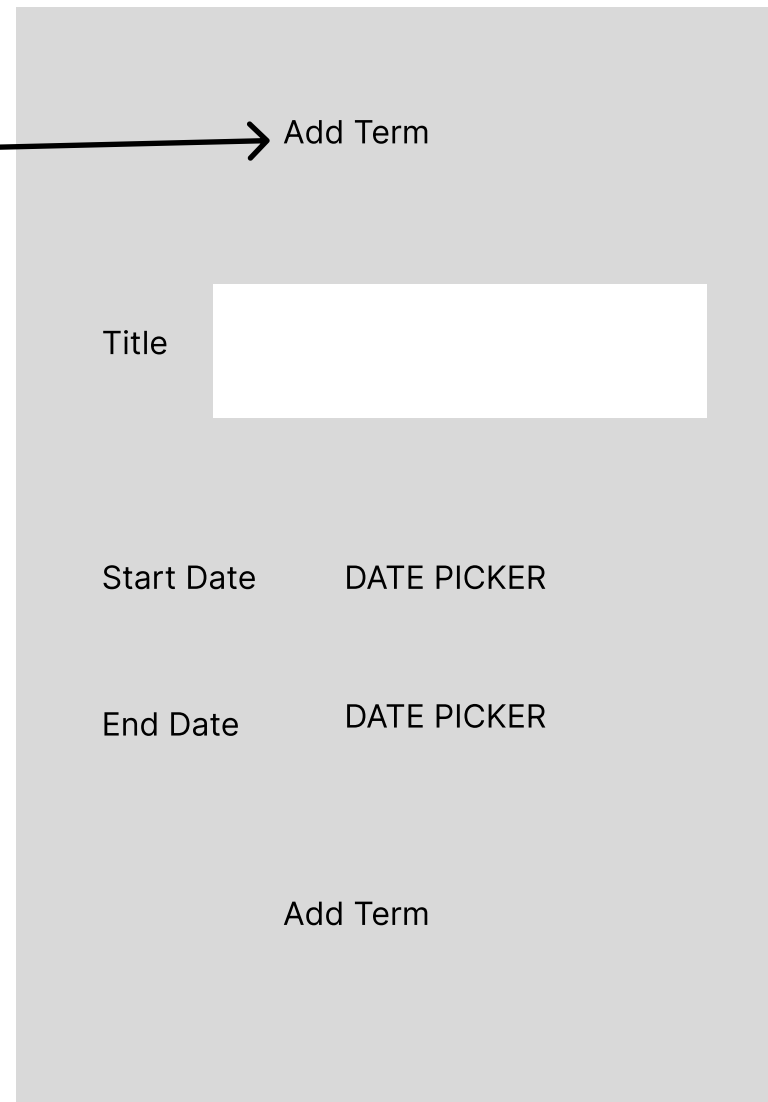 Add Term
Title
Start Date DATE PICKER
End Date DATE PICKER
Add Term